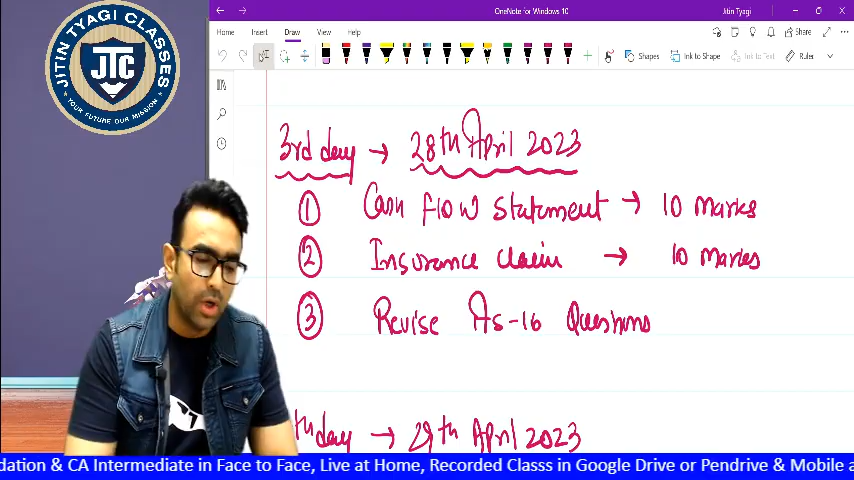 JITIN TYAGI CLASSES
JTC
YOUR FUTURE OUR MISSION
OneNote for Windows 10
Jitin Tyagi
Home Insert Draw View Help
Share
Shapes Ink to Shape Ink to Text Ruler
3rd day → 28th April 2023
① Cash flow statement → 10 Marks
② Insurance claim → 10 Marks
③ Revise As-16 Questions
th day → 29th April 2023
dation & CA Intermediate in Face to Face, Live at Home, Recorded Classs in Google Drive or Pendrive & Mobile a